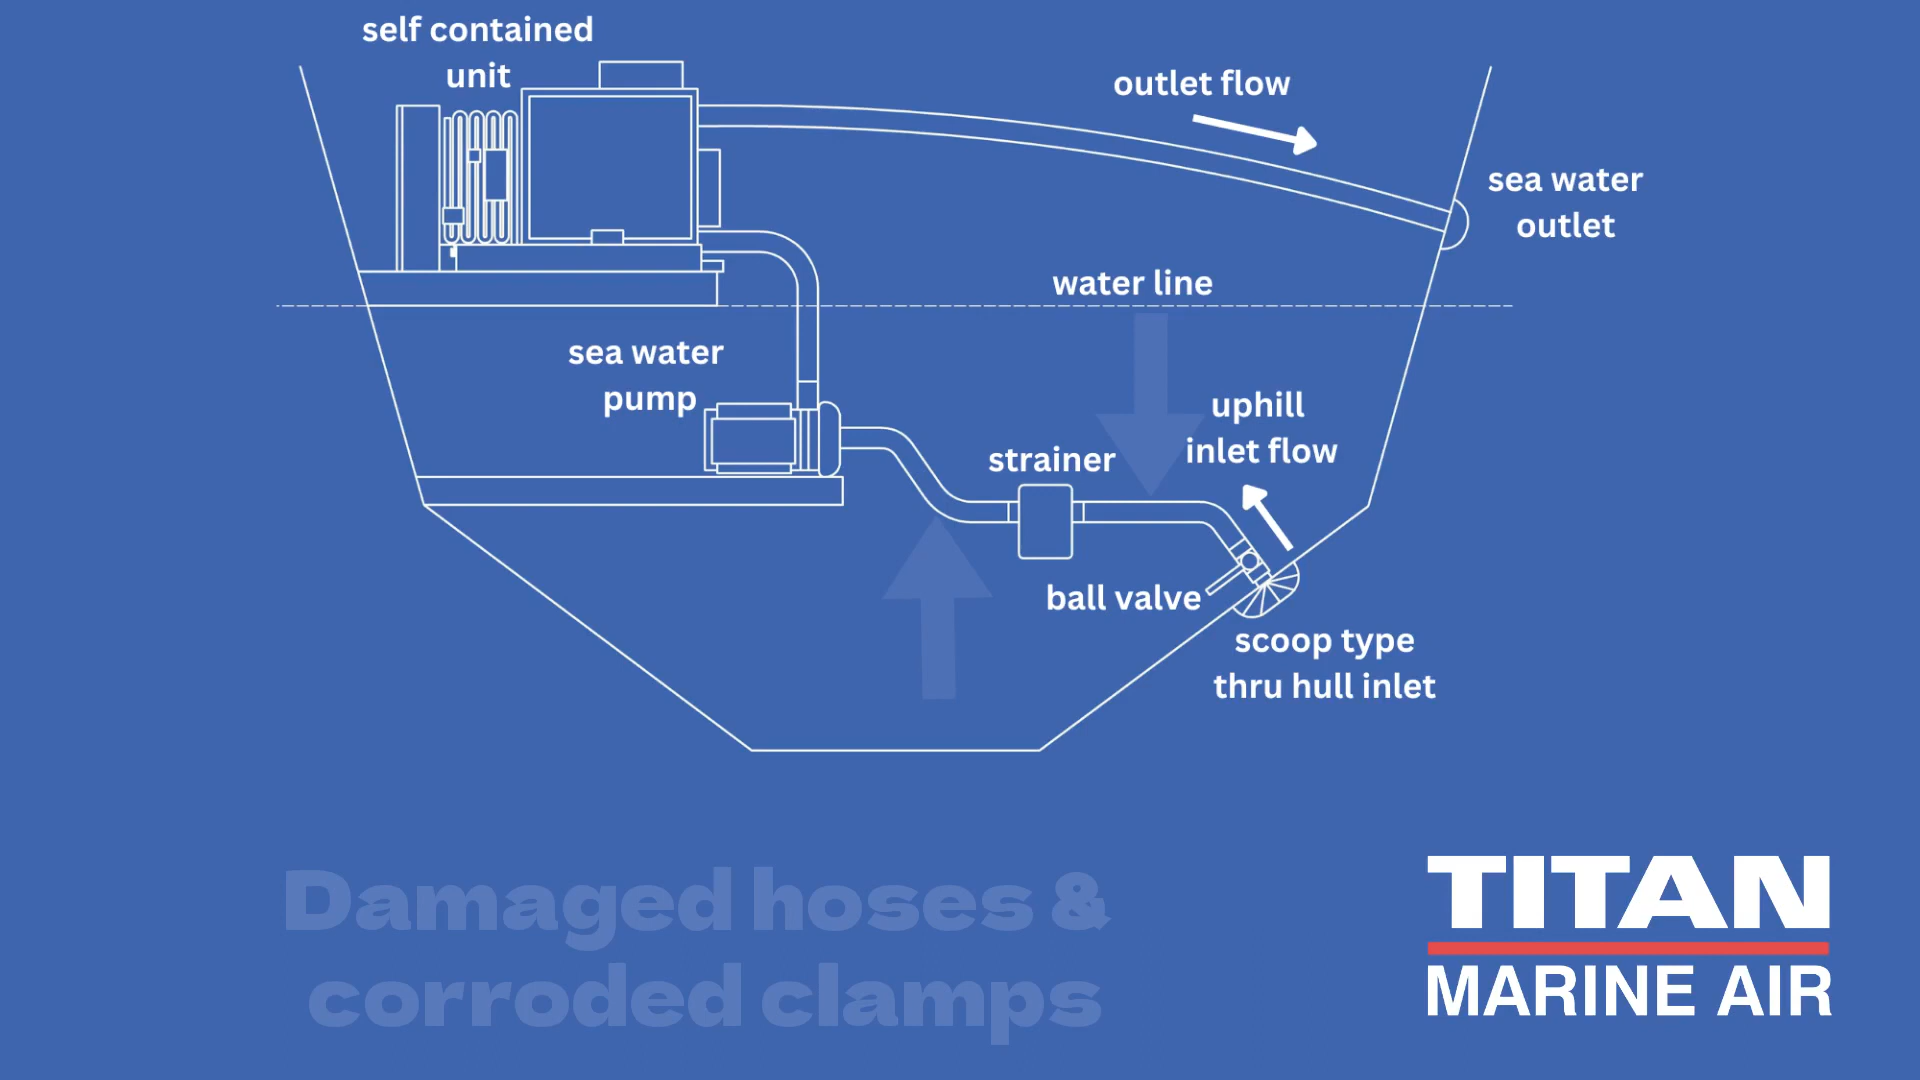 self contained
unit
outlet flow
sea water
outlet
water line
sea water
pump
uphill
inlet flow
strainer
ball valve
scoop type
thru hull inlet
Damaged hoses &
corroded clamps
TITAN
MARINE AIR